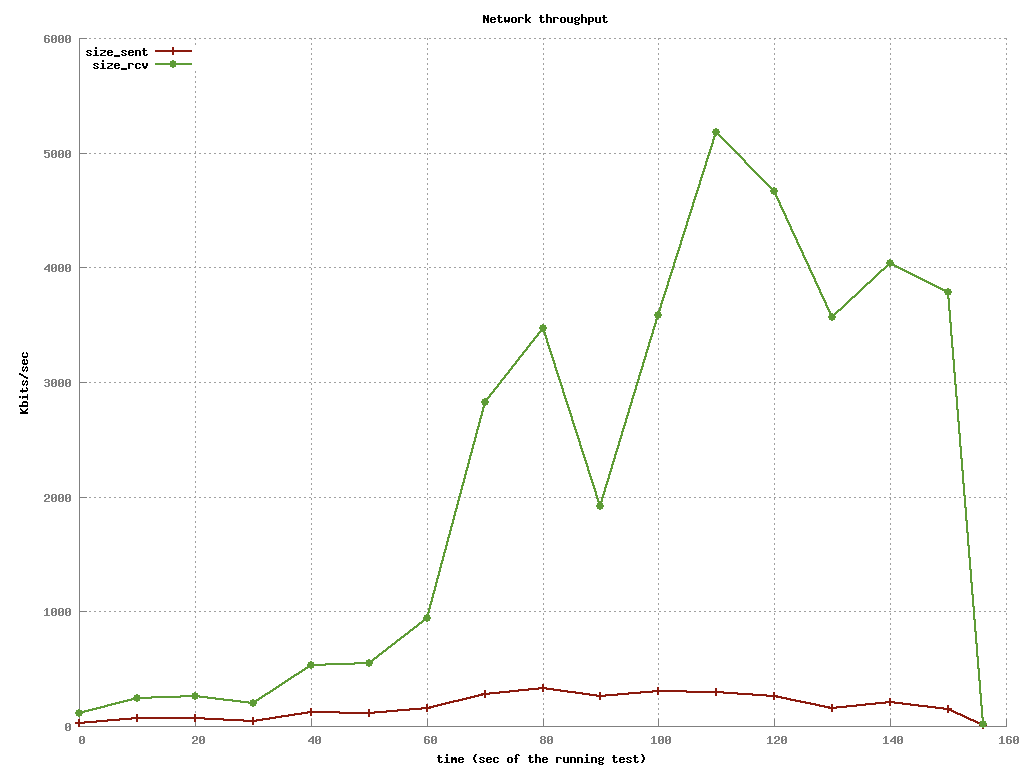 Network throughput
size_sent
size_rcv
6000
5000
4000
3000
2000
1000
0
Kbits/sec
0 20 40 60 80 100 120 140 160
time (sec of the running test)